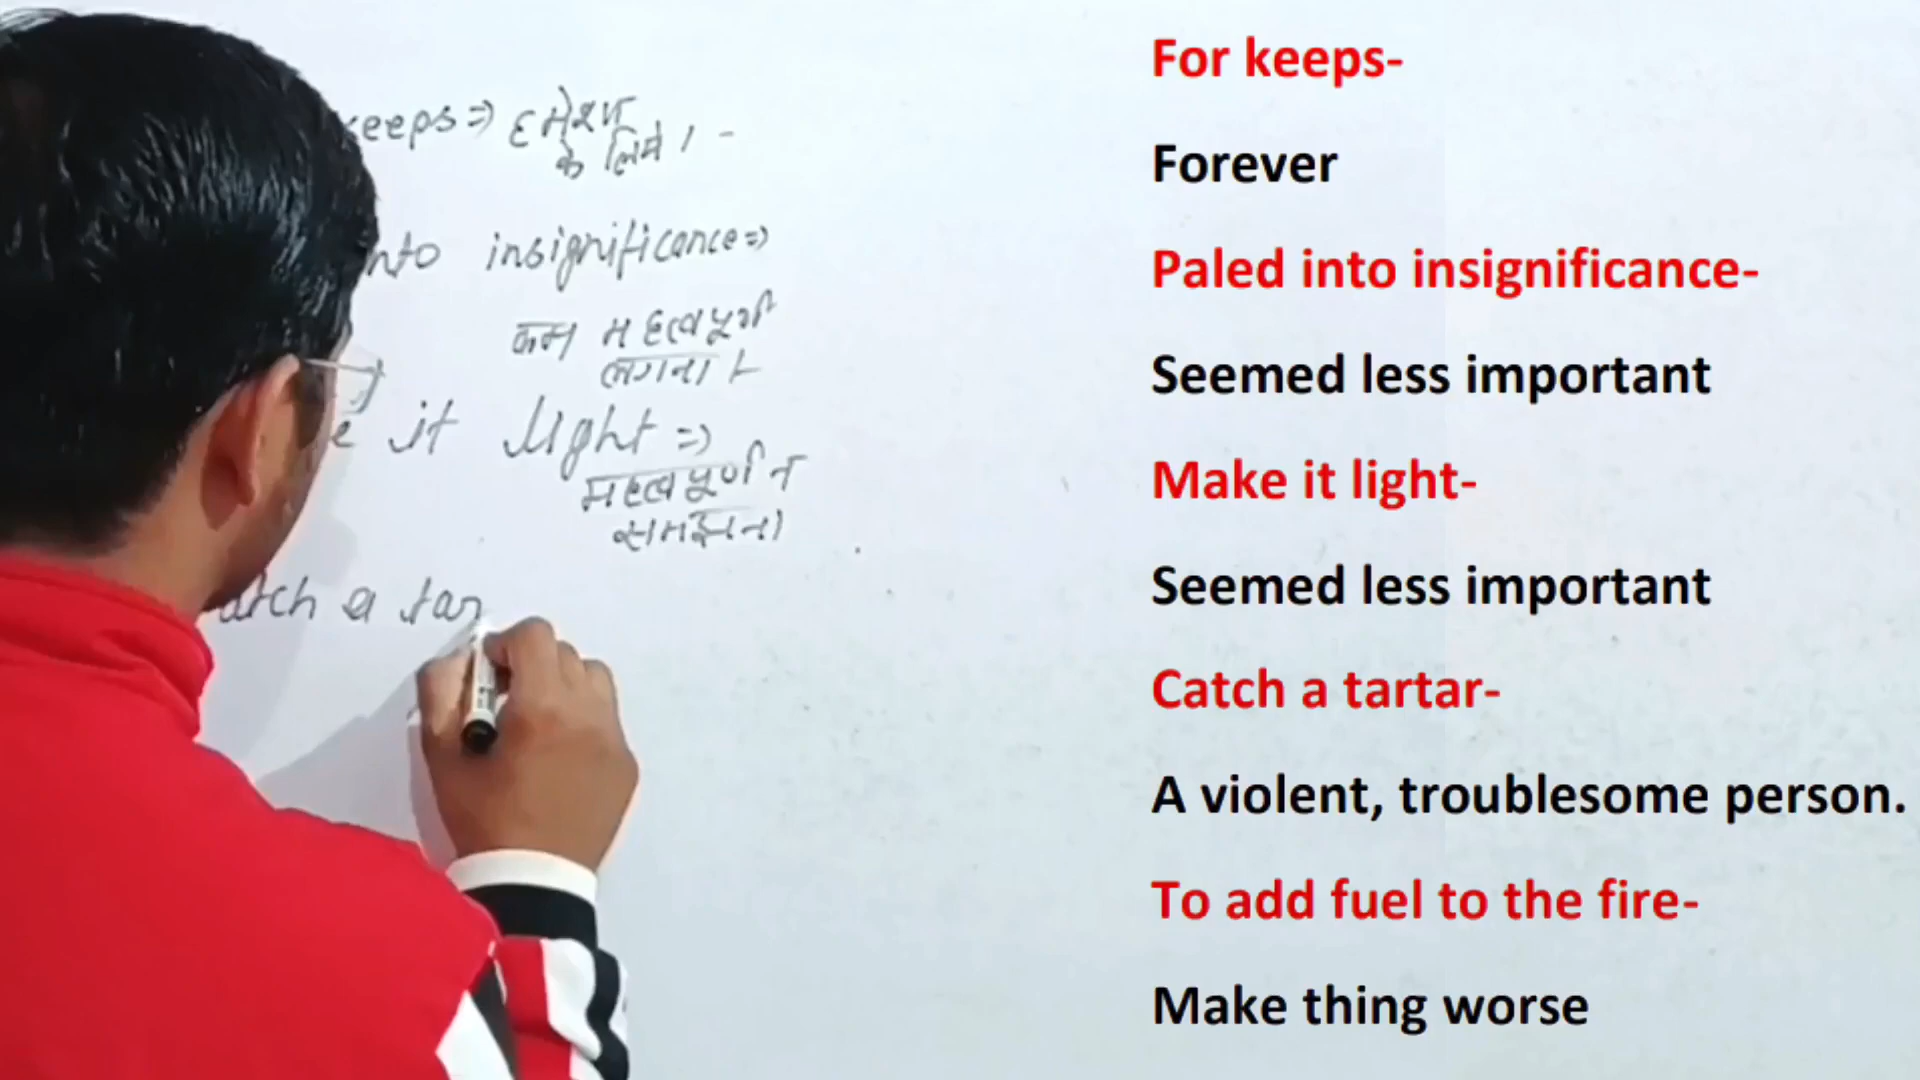 keeps => हमेशा
के लिये । -
into insignificance =>
कम महत्वपूर्ण
लगना ।-
it light =>
महत्वपूर्ण न
समझना ।
atch a tar
For keeps-
Forever
Paled into insignificance-
Seemed less important
Make it light-
Seemed less important
Catch a tartar-
A violent, troublesome person.
To add fuel to the fire-
Make thing worse